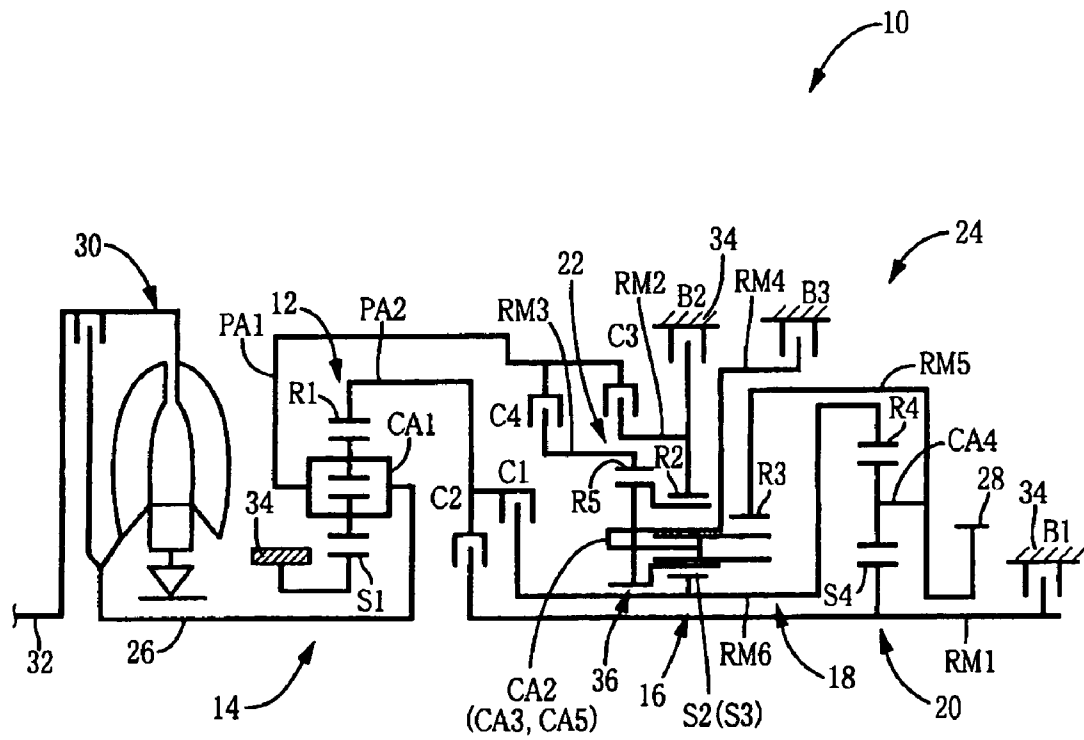 10
30
12
PA2
RM3
22
RM2
B2
34
RM4
B3
24
PA1
C3
RM5
R1
C4
R4
CA1
CA4
C2
C1
R5
R2
R3
28
34
34
B1
S1
S4
32
26
14
CA2
(CA3, CA5)
36
16
RM6
S2(S3)
18
20
RM1